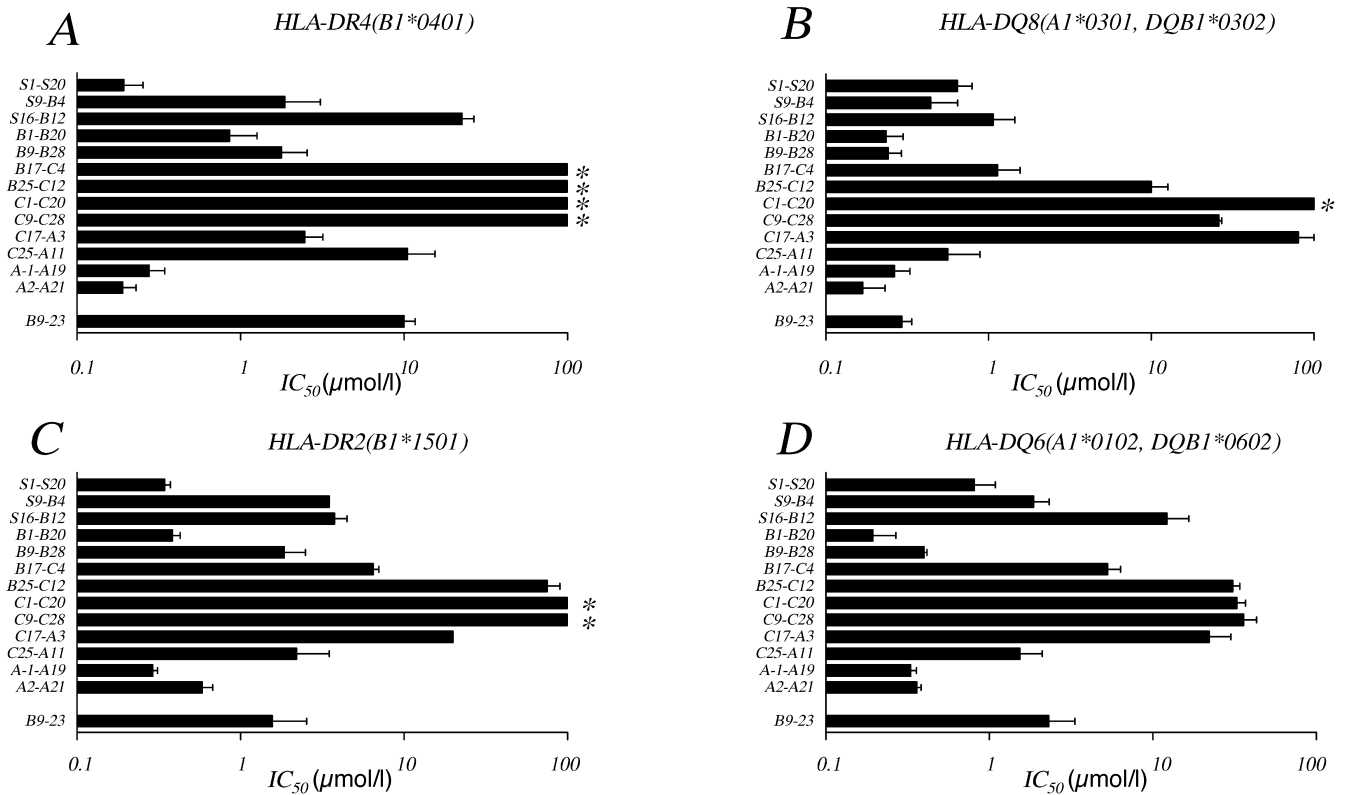 A
HLA-DR4(B1*0401)
S1-S20
S9-B4
S16-B12
B1-B20
B9-B28
B17-C4
*
B25-C12
*
C1-C20
*
C9-C28
*
C17-A3
C25-A11
A-1-A19
A2-A21
B9-23
0.1 1 10 100
IC50 (µmol/l)
B
HLA-DQ8(A1*0301, DQB1*0302)
S1-S20
S9-B4
S16-B12
B1-B20
B9-B28
B17-C4
B25-C12
C1-C20
*
C9-C28
C17-A3
C25-A11
A-1-A19
A2-A21
B9-23
0.1 1 10 100
IC50 (µmol/l)
C
HLA-DR2(B1*1501)
S1-S20
S9-B4
S16-B12
B1-B20
B9-B28
B17-C4
B25-C12
C1-C20
*
C9-C28
*
C17-A3
C25-A11
A-1-A19
A2-A21
B9-23
0.1 1 10 100
IC50 (µmol/l)
D
HLA-DQ6(A1*0102, DQB1*0602)
S1-S20
S9-B4
S16-B12
B1-B20
B9-B28
B17-C4
B25-C12
C1-C20
C9-C28
C17-A3
C25-A11
A-1-A19
A2-A21
B9-23
0.1 1 10 100
IC50 (µmol/l)